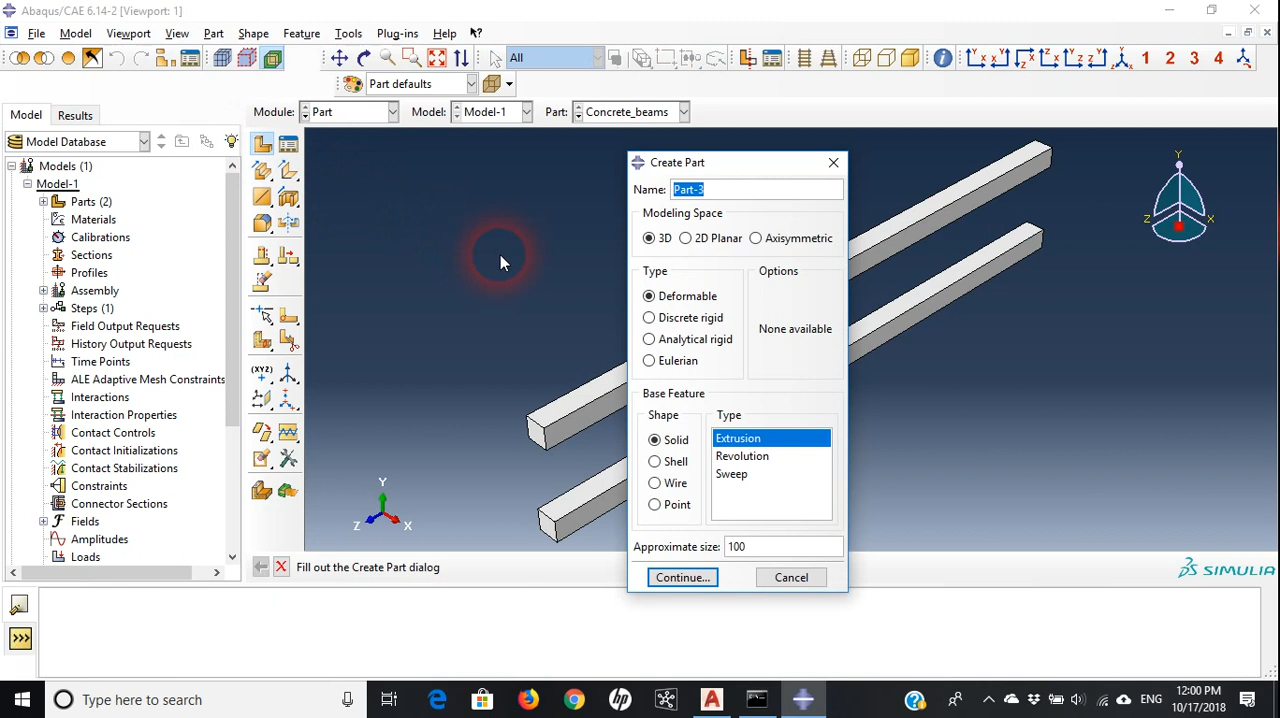 Abaqus/CAE 6.14-2 [Viewport: 1]
File Model Viewport View Part Shape Feature Tools Plug-ins Help
All
1 2 3 4
Part defaults
Model Results
Module: Part Model: Model-1 Part: Concrete_beams
Model Database
Models (1)
Model-1
Parts (2)
Materials
Calibrations
Sections
Profiles
Assembly
Steps (1)
Field Output Requests
History Output Requests
Time Points
ALE Adaptive Mesh Constraints
Interactions
Interaction Properties
Contact Controls
Contact Initializations
Contact Stabilizations
Constraints
Connector Sections
Fields
Amplitudes
Loads
(XYZ)
Create Part
Name: Part-3
Modeling Space
3D 2D Planar Axisymmetric
Type
Deformable
Discrete rigid
Analytical rigid
Eulerian
Options
None available
Base Feature
Shape
Solid
Shell
Wire
Point
Type
Extrusion
Revolution
Sweep
Approximate size: 100
Continue... Cancel
Y
Z
X
Y
Z
X
Fill out the Create Part dialog
SIMULIA
>>>
Type here to search
ENG
12:00 PM
10/17/2018